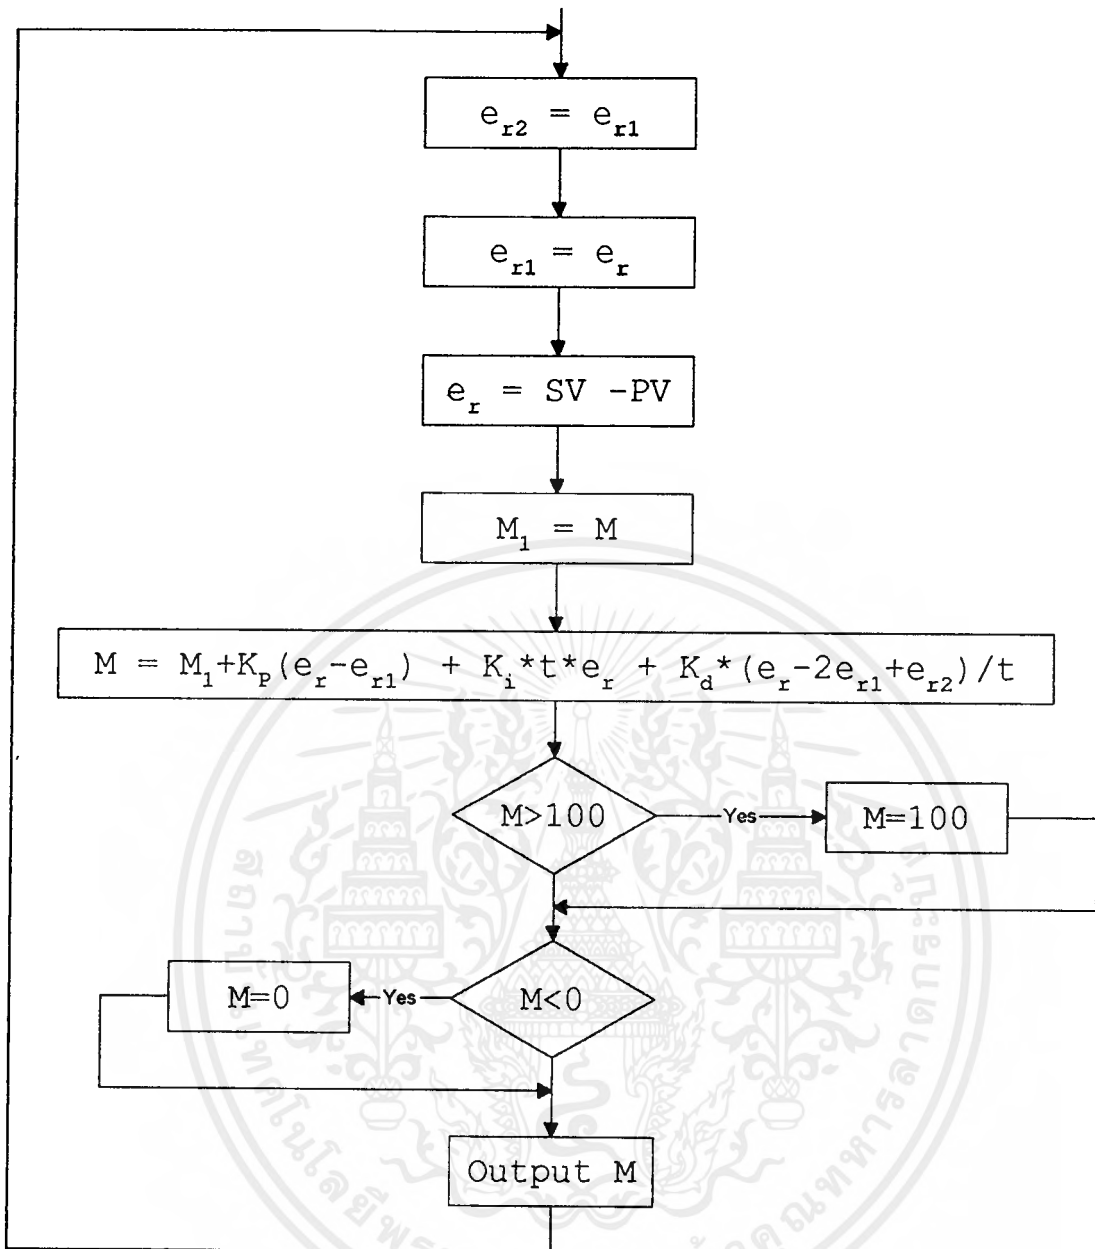 e_r2 = e_r1
e_r1 = e_r
e_r = SV -PV
M_1 = M
M = M_1+K_p(e_r-e_r1) + K_i*t*e_r + K_d*(e_r-2e_r1+e_r2)/t
M>100
Yes
M=100
M<0
Yes
M=0
Output M